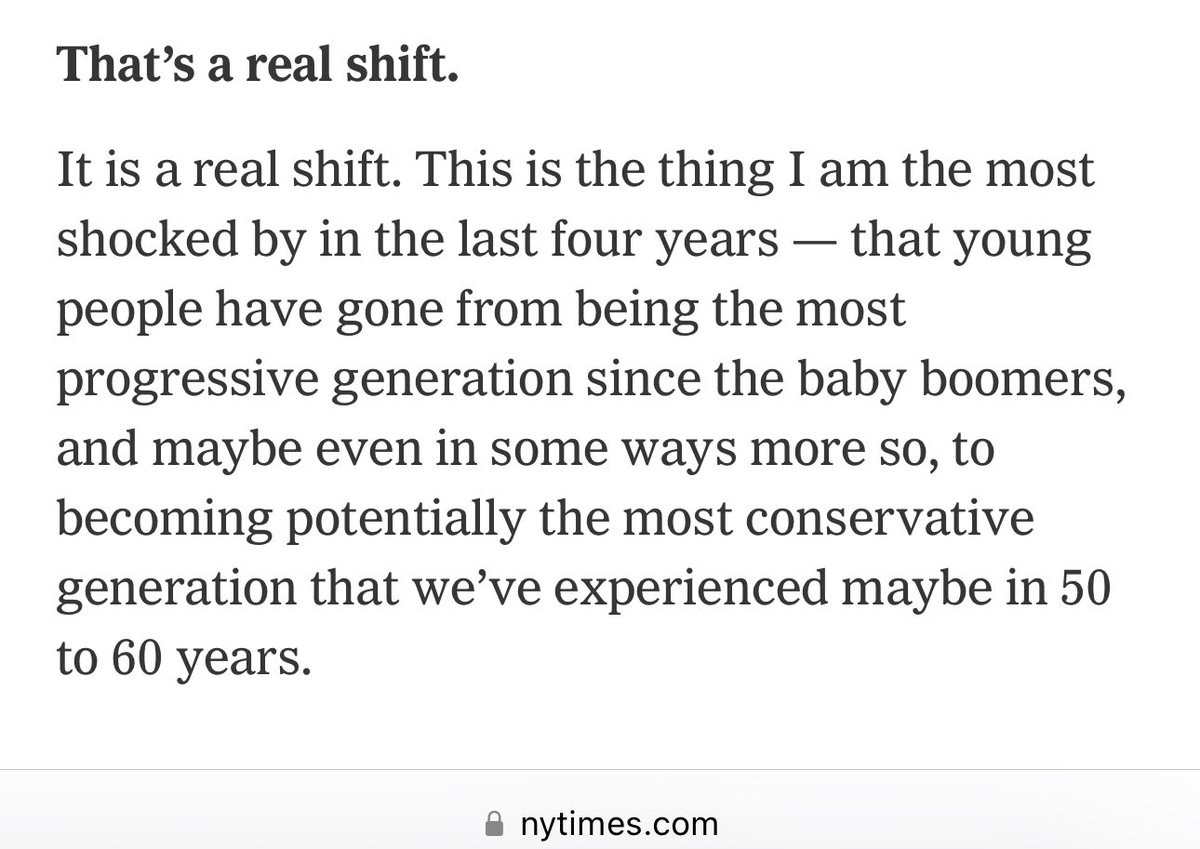 That’s a real shift.
It is a real shift. This is the thing I am the most
shocked by in the last four years — that young
people have gone from being the most
progressive generation since the baby boomers,
and maybe even in some ways more so, to
becoming potentially the most conservative
generation that we’ve experienced maybe in 50
to 60 years.
nytimes.com